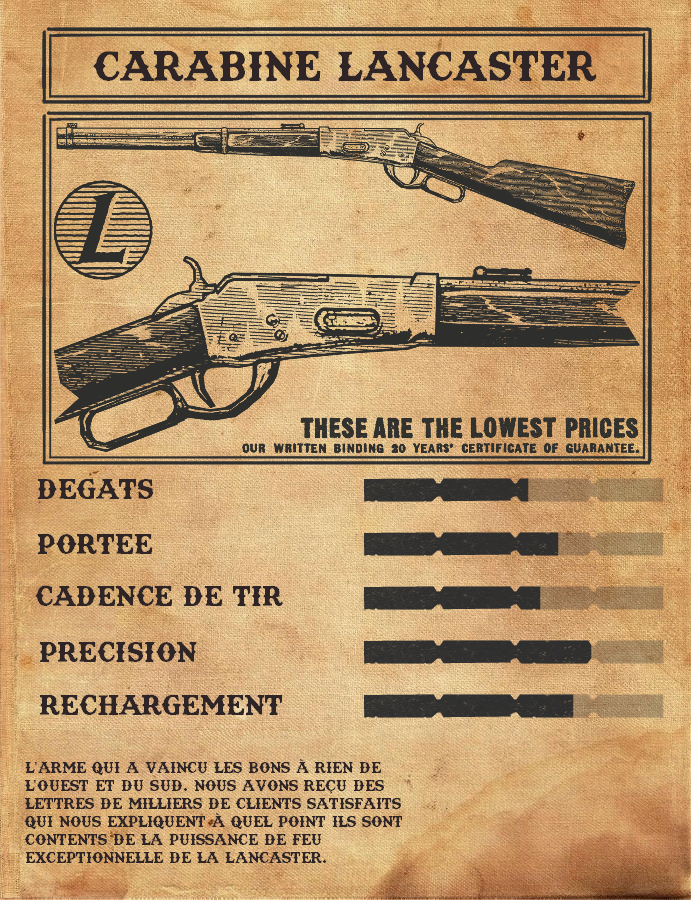 CARABINE LANCASTER
L
THESE ARE THE LOWEST PRICES
OUR WRITTEN BINDING 20 YEARS' CERTIFICATE OF GUARANTEE.
DEGATS
PORTEE
CADENCE DE TIR
PRECISION
RECHARGEMENT
L'ARME QUI A VAINCU LES BONS À RIEN DE
L'OUEST ET DU SUD. NOUS AVONS REÇU DES
LETTRES DE MILLIERS DE CLIENTS SATISFAITS
QUI NOUS EXPLIQUENT À QUEL POINT ILS SONT
CONTENTS DE LA PUISSANCE DE FEU
EXCEPTIONNELLE DE LA LANCASTER.